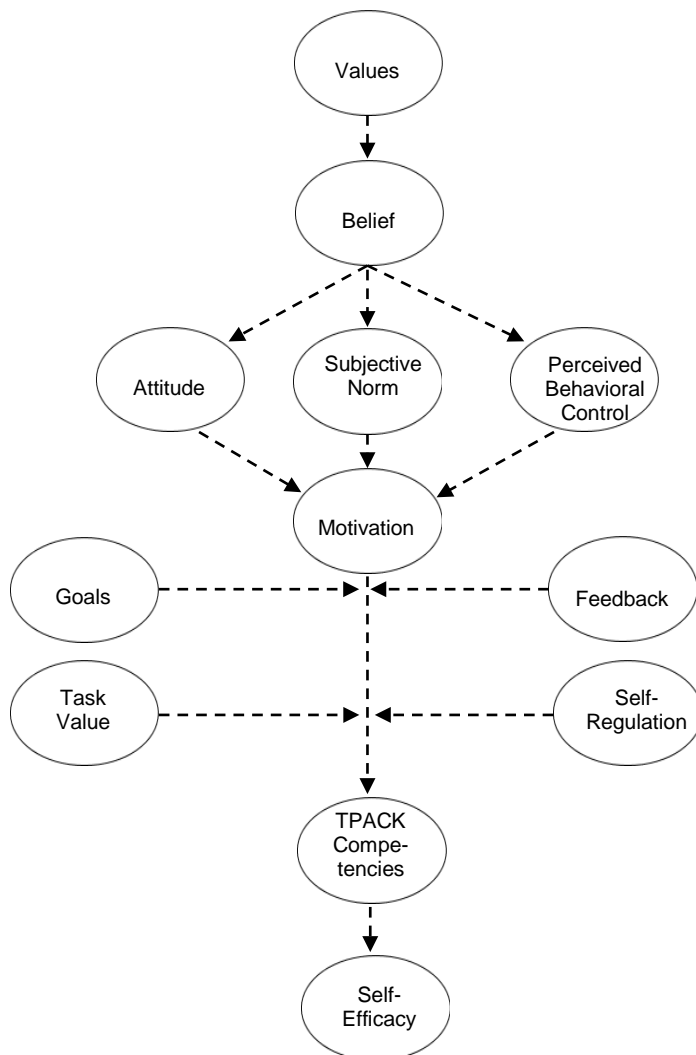 Values
Belief
Attitude
Subjective
Norm
Perceived
Behavioral
Control
Motivation
Goals
Feedback
Task
Value
Self-
Regulation
TPACK
Compe-
tencies
Self-
Efficacy